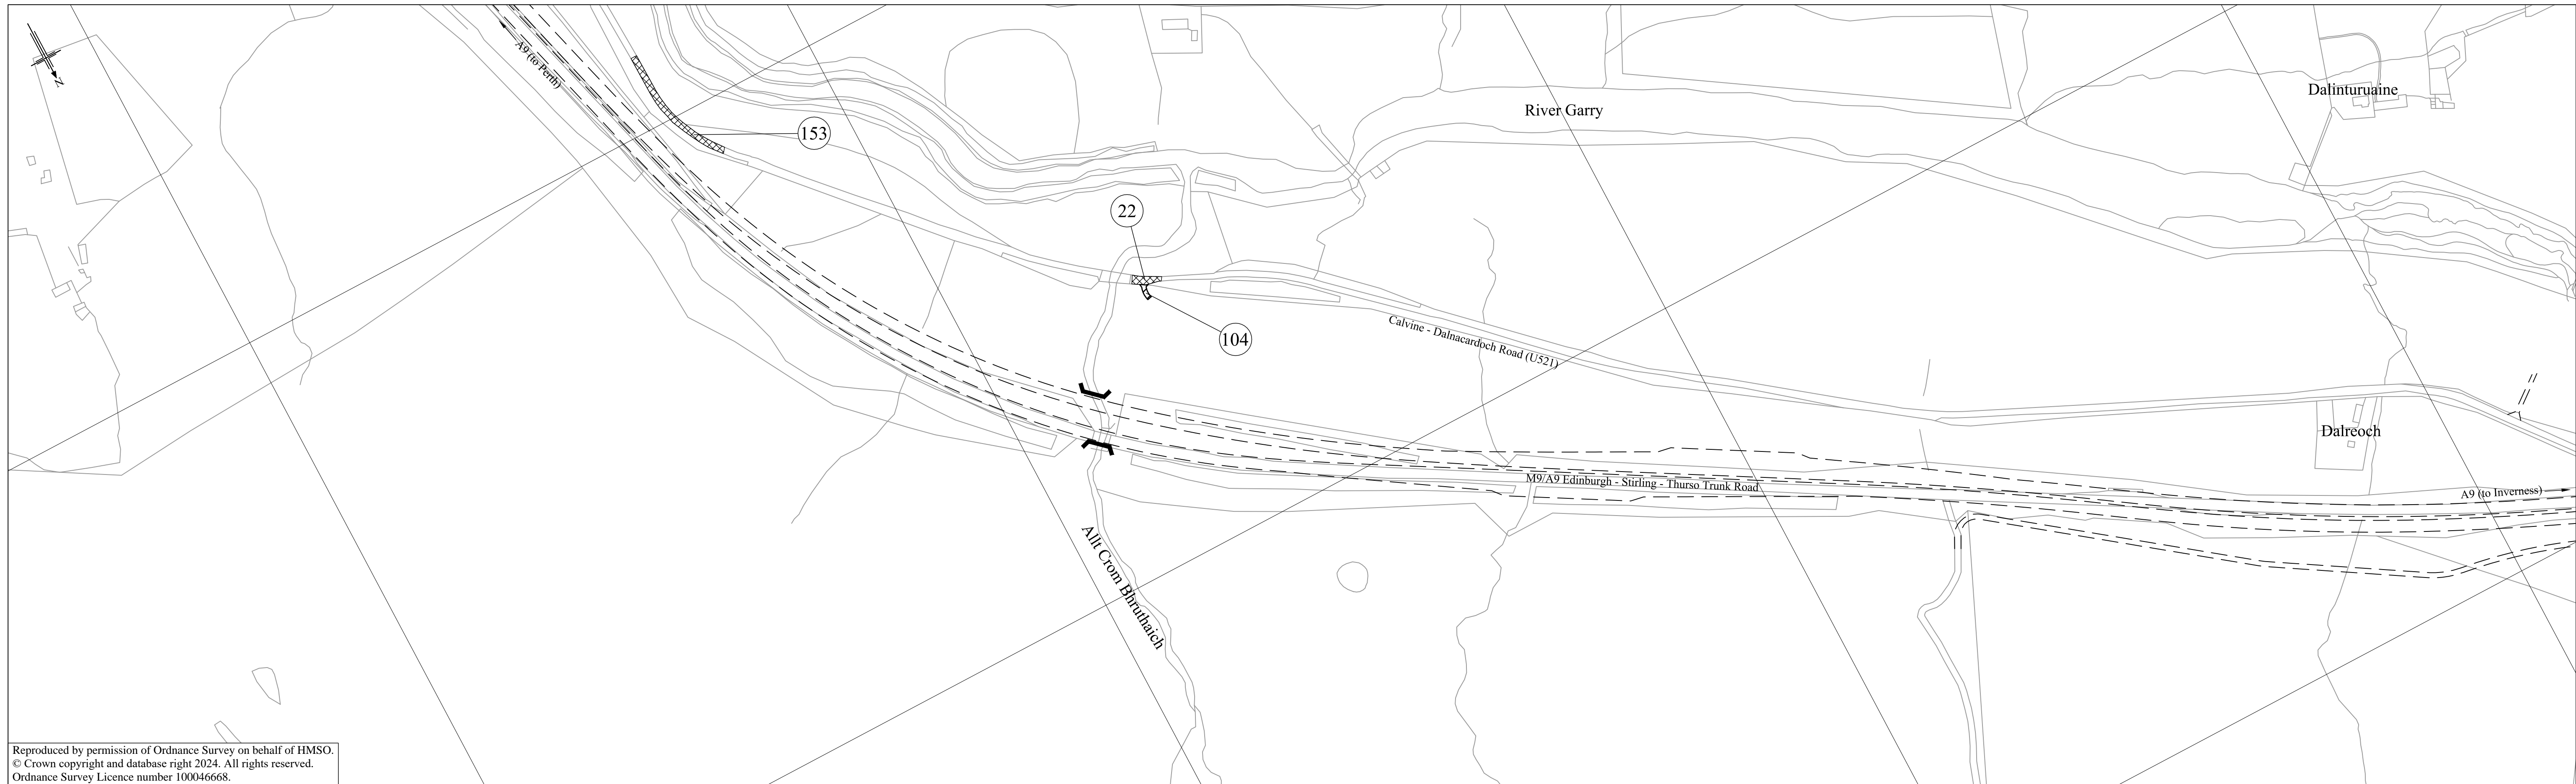 N
A9 (to Perth)
153
River Garry
Dalinturuaine
22
104
Calvine - Dalnacardoch Road (U521)
Dalreoch
M9/A9 Edinburgh - Stirling - Thurso Trunk Road
A9 (to Inverness)
Allt Crom Bhruthaich
Reproduced by permission of Ordnance Survey on behalf of HMSO.
© Crown copyright and database right 2024. All rights reserved.
Ordnance Survey Licence number 100046668.